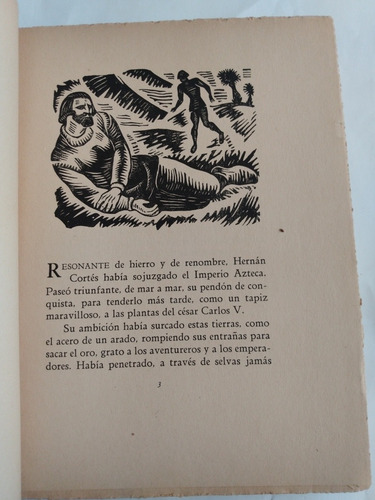 RESONANTE de hierro y de renombre, Hernán
Cortés había sojuzgado el Imperio Azteca.
Paseó triunfante, de mar a mar, su pendón de con-
quista, para tenderlo más tarde, como un tapiz
maravilloso, a las plantas del césar Carlos V.
Su ambición había surcado estas tierras, como
el acero de un arado, rompiendo sus entrañas para
sacar el oro, grato a los aventureros y a los empera-
dores. Había penetrado, a través de selvas jamás
3